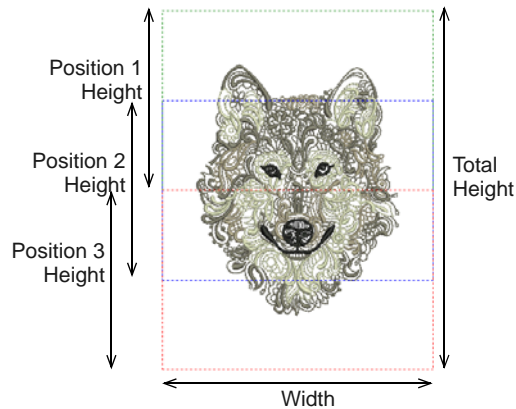 Position 1
Height
Position 2
Height
Position 3
Height
Total
Height
Width